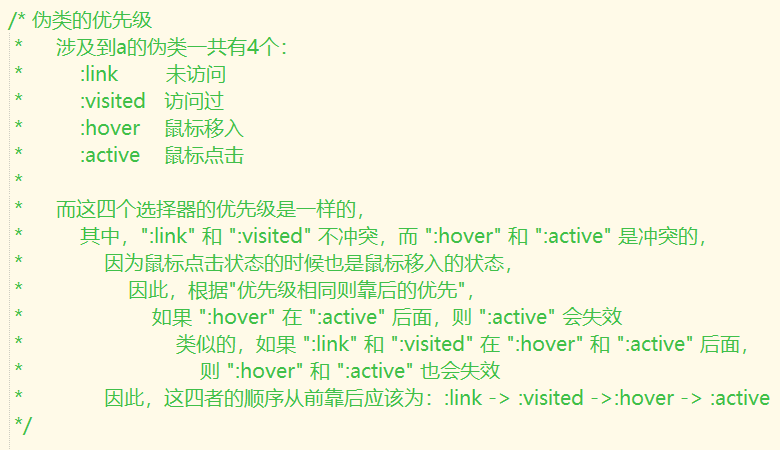 /* 伪类的优先级
* 涉及到a的伪类一共有4个：
* :link 未访问
* :visited 访问过
* :hover 鼠标移入
* :active 鼠标点击
*
* 而这四个选择器的优先级是一样的，
* 其中，":link" 和 ":visited" 不冲突，而 ":hover" 和 ":active" 是冲突的，
* 因为鼠标点击状态的时候也是鼠标移入的状态，
* 因此，根据"优先级相同则靠后的优先"，
* 如果 ":hover" 在 ":active" 后面，则 ":active" 会失效
* 类似的，如果 ":link" 和 ":visited" 在 ":hover" 和 ":active" 后面，
* 则 ":hover" 和 ":active" 也会失效
* 因此，这四者的顺序从前靠后应该为：:link -> :visited ->:hover -> :active
*/